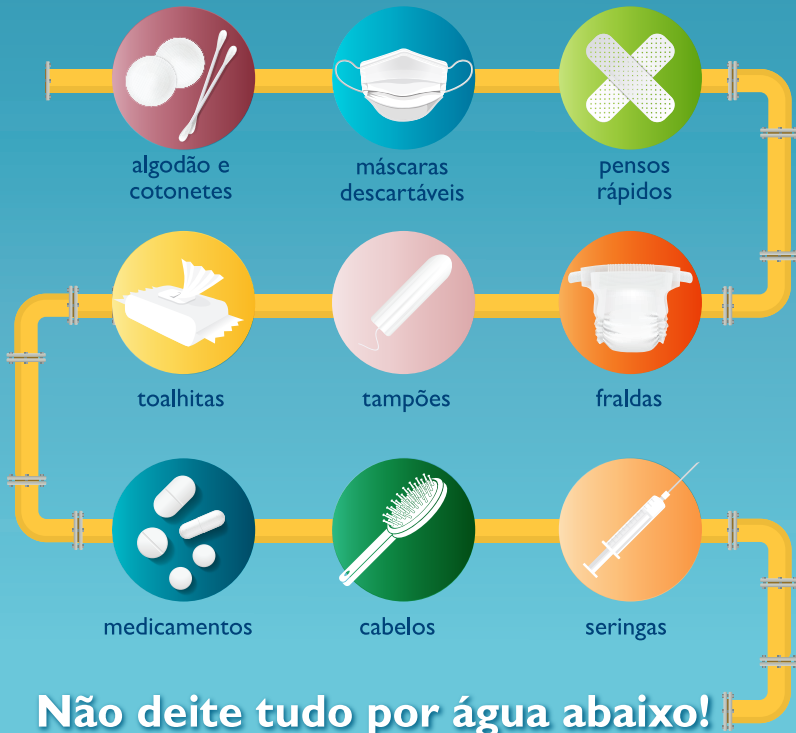 algodão e
cotonetes
máscaras
descartáveis
pensos
rápidos
toalhitas
tampões
fraldas
medicamentos
cabelos
seringas
Não deite tudo por água abaixo!